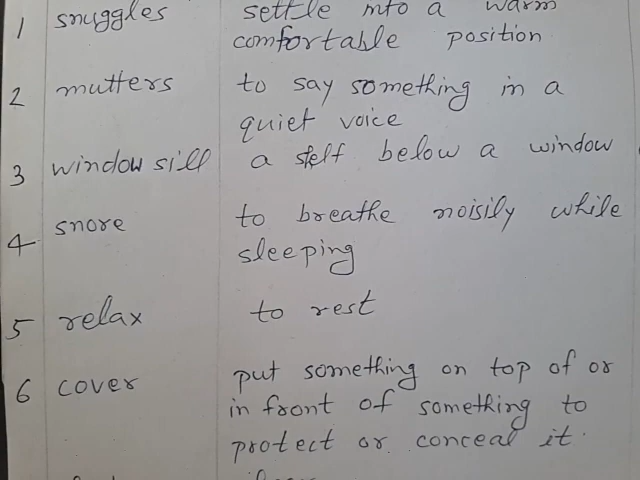 1 snuggles settle into a warm
comfortable position
2 mutters to say something in a
quiet voice
3 window sill a shelf below a window
4 snore to breathe noisily while
sleeping
5 relax to rest
6 cover put something on top of or
in front of something to
protect or conceal it.